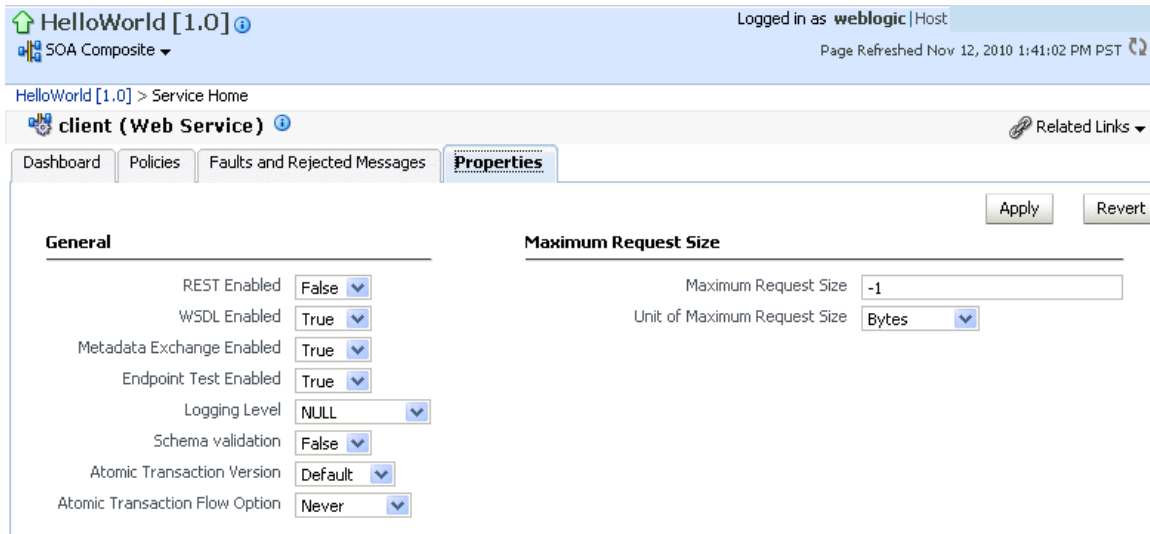 HelloWorld [1.0]
Logged in as weblogic|Host
SOA Composite
Page Refreshed Nov 12, 2010 1:41:02 PM PST
HelloWorld [1.0] > Service Home
client (Web Service)
Related Links
Dashboard Policies Faults and Rejected Messages Properties
Apply Revert
General
Maximum Request Size
REST Enabled False
WSDL Enabled True
Metadata Exchange Enabled True
Endpoint Test Enabled True
Logging Level NULL
Schema validation False
Atomic Transaction Version Default
Atomic Transaction Flow Option Never
Maximum Request Size -1
Unit of Maximum Request Size Bytes